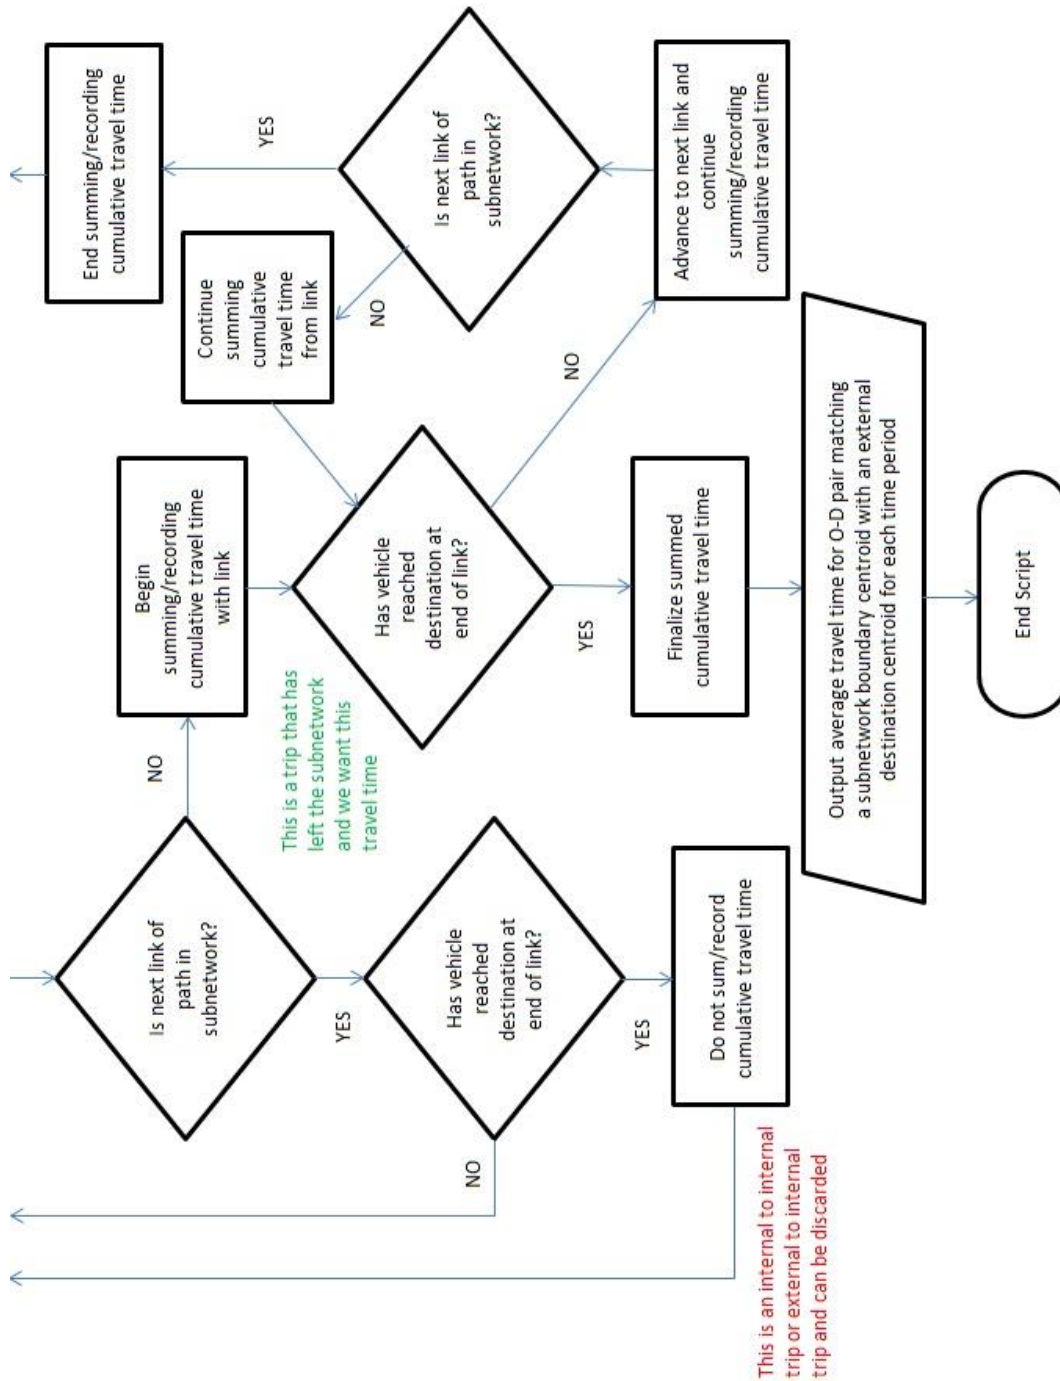 Is next link of
path in
subnetwork?
NO
YES
Has vehicle
reached
destination at
end of link?
NO
YES
Do not sum/record
cumulative travel time
This is an internal to internal
trip or external to internal
trip and can be discarded
Begin
summing/recording
cumulative travel time
with link
This is a trip that has
left the subnetwork
and we want this
travel time
Has vehicle
reached
destination at
end of link?
NO
YES
Finalize summed
cumulative travel time
End summing/recording
cumulative travel time
YES
Continue
summing
cumulative
travel time
from link
NO
Is next link of
path in
subnetwork?
Advance to next link and
continue
summing/recording
cumulative travel time
Output average travel time for O-D pair matching
a subnetwork boundary centroid with an external
destination centroid for each time period
End Script